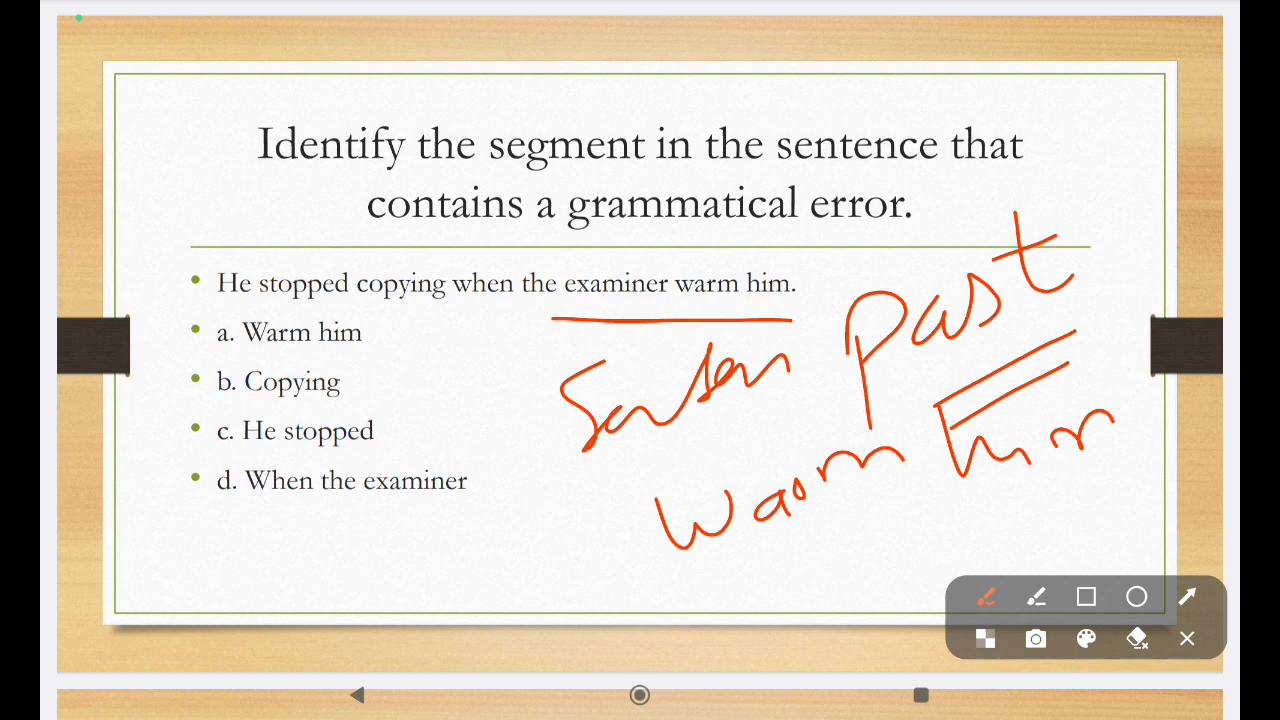 Identify the segment in the sentence that
contains a grammatical error.
• He stopped copying when the examiner warm him.
• a. Warm him
• b. Copying
• c. He stopped
• d. When the examiner
Past
warm
him